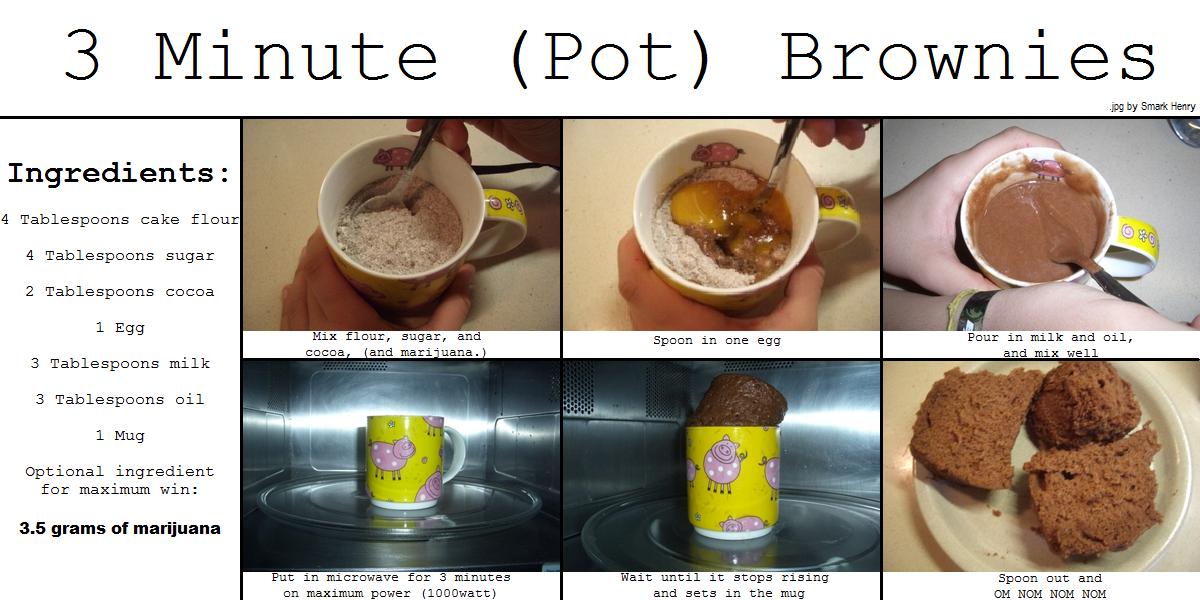 3 Minute (Pot) Brownies
.jpg by Smark Henry
Ingredients:
4 Tablespoons cake flour
4 Tablespoons sugar
2 Tablespoons cocoa
1 Egg
3 Tablespoons milk
3 Tablespoons oil
1 Mug
Optional ingredient
for maximum win:
3.5 grams of marijuana
Mix flour, sugar, and
cocoa, (and marijuana.)
Spoon in one egg
Pour in milk and oil,
and mix well
Put in microwave for 3 minutes
on maximum power (1000watt)
Wait until it stops rising
and sets in the mug
Spoon out and
OM NOM NOM NOM